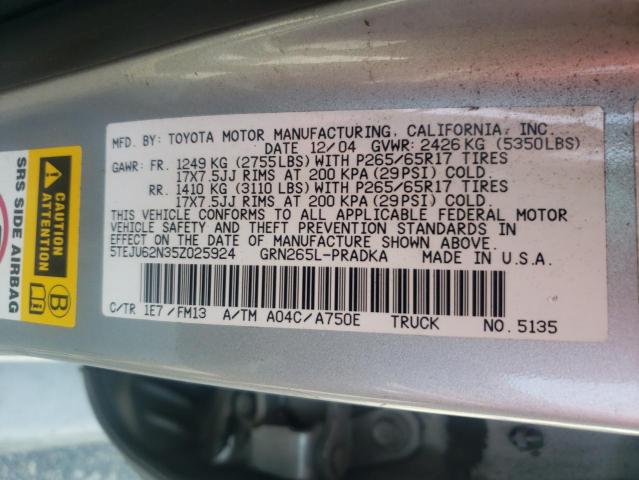 MFD. BY: TOYOTA MOTOR MANUFACTURING, CALIFORNIA, INC.
DATE 12/04 GVWR: 2426 KG (5350LBS)
GAWR: FR. 1249 KG (2755LBS) WITH P265/65R17 TIRES
17X7.5JJ RIMS AT 200 KPA (29PSI) COLD.
RR. 1410 KG (3110 LBS) WITH P265/65R17 TIRES
17X7.5JJ RIMS AT 200 KPA (29PSI) COLD.
THIS VEHICLE CONFORMS TO ALL APPLICABLE FEDERAL MOTOR
VEHICLE SAFETY AND THEFT PREVENTION STANDARDS IN
EFFECT ON THE DATE OF MANUFACTURE SHOWN ABOVE.
5TEJU62N35Z025924 GRN265L-PRADKA MADE IN U.S.A.
C/TR 1E7 /FM13 A/TM A04C/A750E TRUCK NO. 5135
SRS SIDE AIRBAG
CAUTION
ATTENTION
B